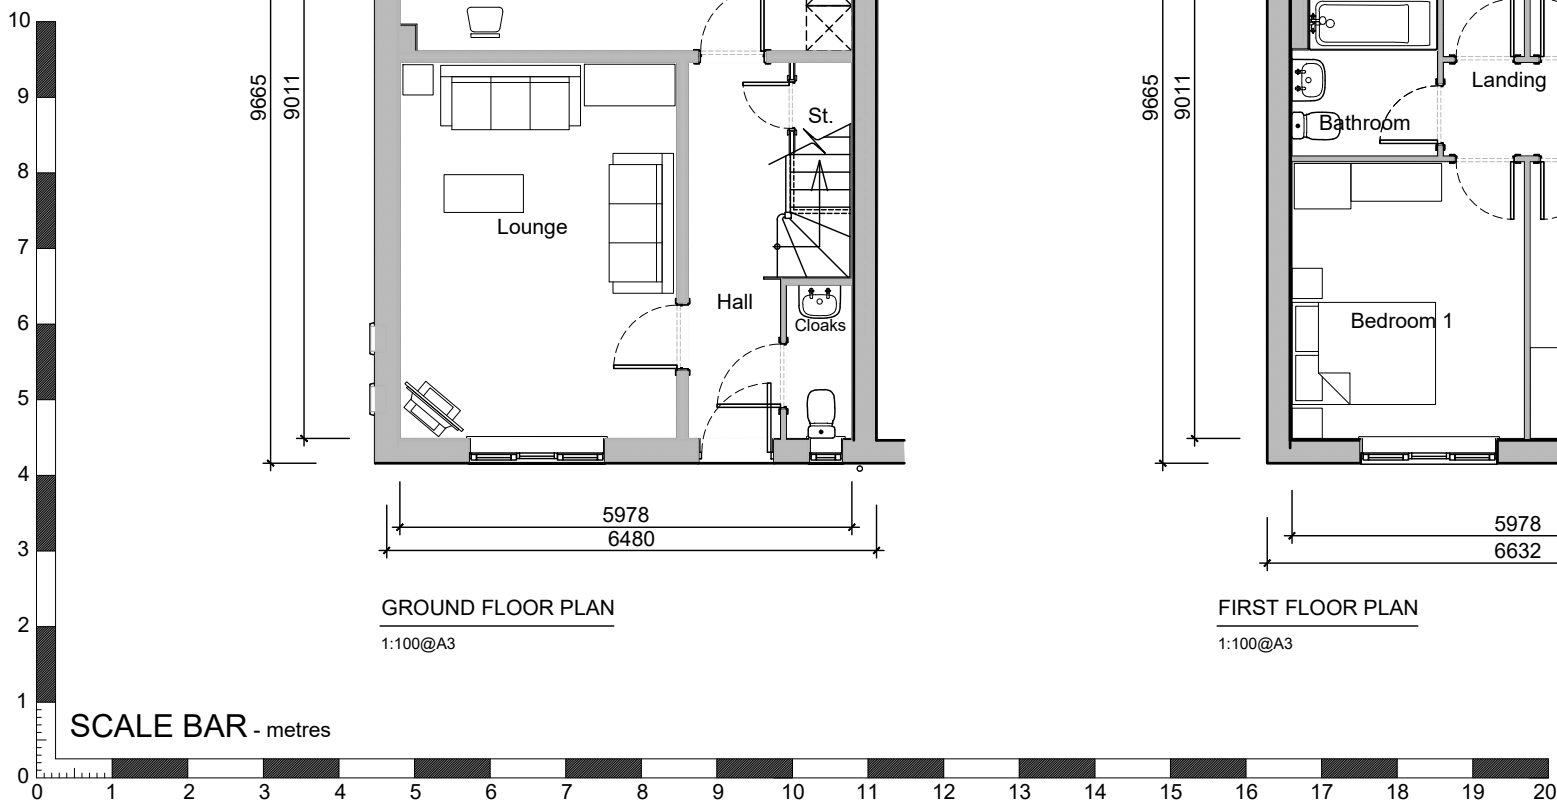 10
9
8
7
6
5
4
3
2
1
0
9665
9011
St.
Lounge
Hall
Cloaks
5978
6480
GROUND FLOOR PLAN
1:100@A3
9665
9011
Landing
Bathroom
Bedroom 1
5978
6632
FIRST FLOOR PLAN
1:100@A3
SCALE BAR - metres
0 1 2 3 4 5 6 7 8 9 10 11 12 13 14 15 16 17 18 19 20